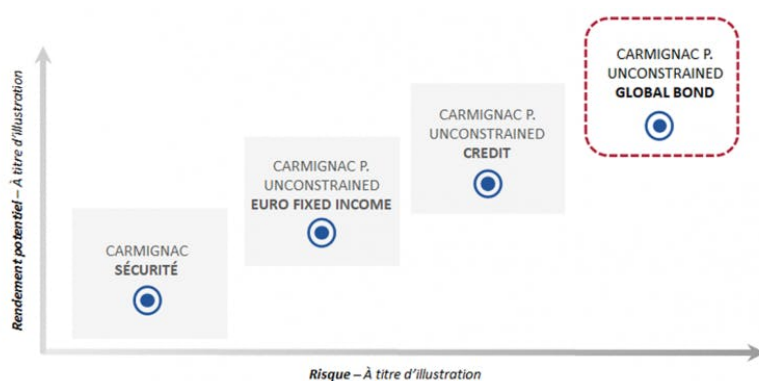 CARMIGNAC P.
UNCONSTRAINED
GLOBAL BOND
CARMIGNAC P.
UNCONSTRAINED
CREDIT
CARMIGNAC P.
UNCONSTRAINED
EURO FIXED INCOME
CARMIGNAC
SÉCURITÉ
Rendement potentiel – À titre d'illustration
Risque – À titre d'illustration